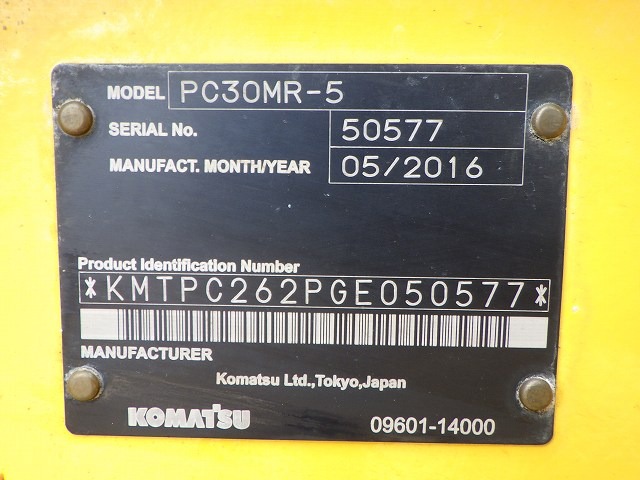 MODEL PC30MR-5
SERIAL No. 50577
MANUFACT. MONTH/YEAR 05/2016
Product Identification Number
*KMTPC262PGE050577*
MANUFACTURER
Komatsu Ltd.,Tokyo,Japan
KOMATSU 09601-14000